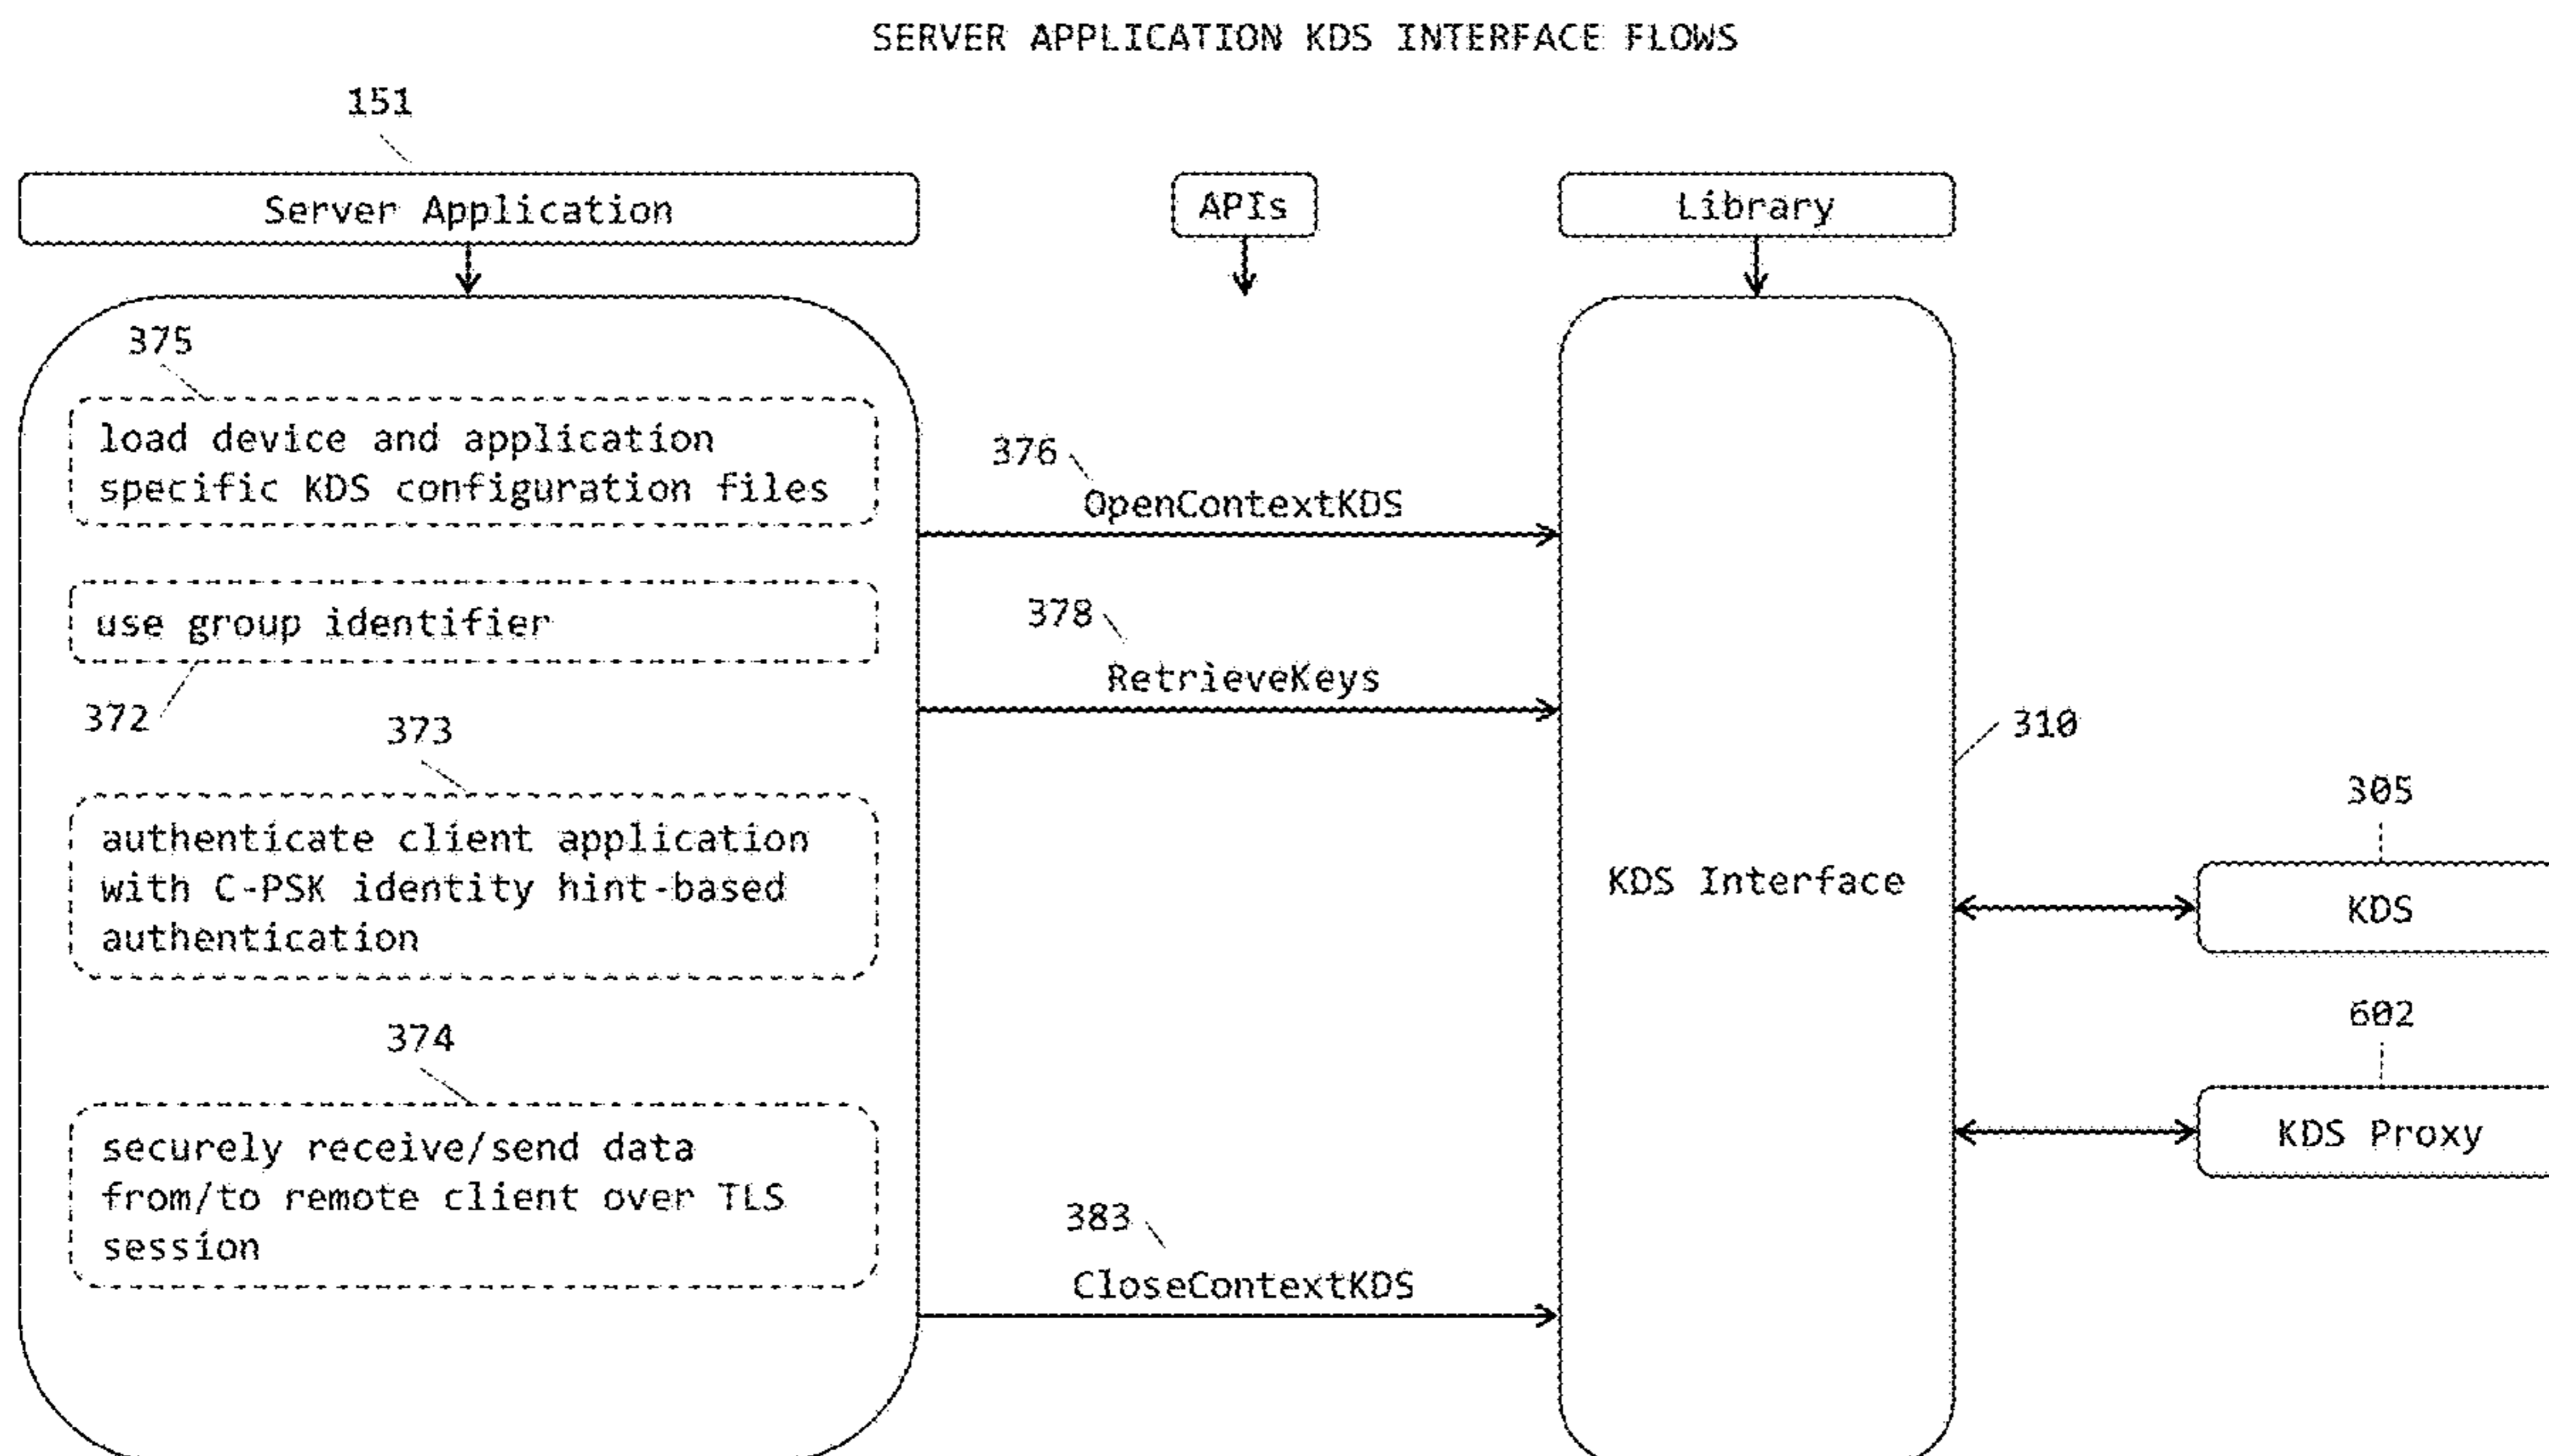 SERVER APPLICATION KDS INTERFACE FLOWS
151
Server Application
APIs
Library
375
load device and application
specific KDS configuration files
376
OpenContextKDS
use group identifier
372
378
RetrieveKeys
373
authenticate client application
with C-PSK identity hint-based
authentication
374
securely receive/send data
from/to remote client over TLS
session
383
CloseContextKDS
KDS Interface
310
305
KDS
602
KDS Proxy